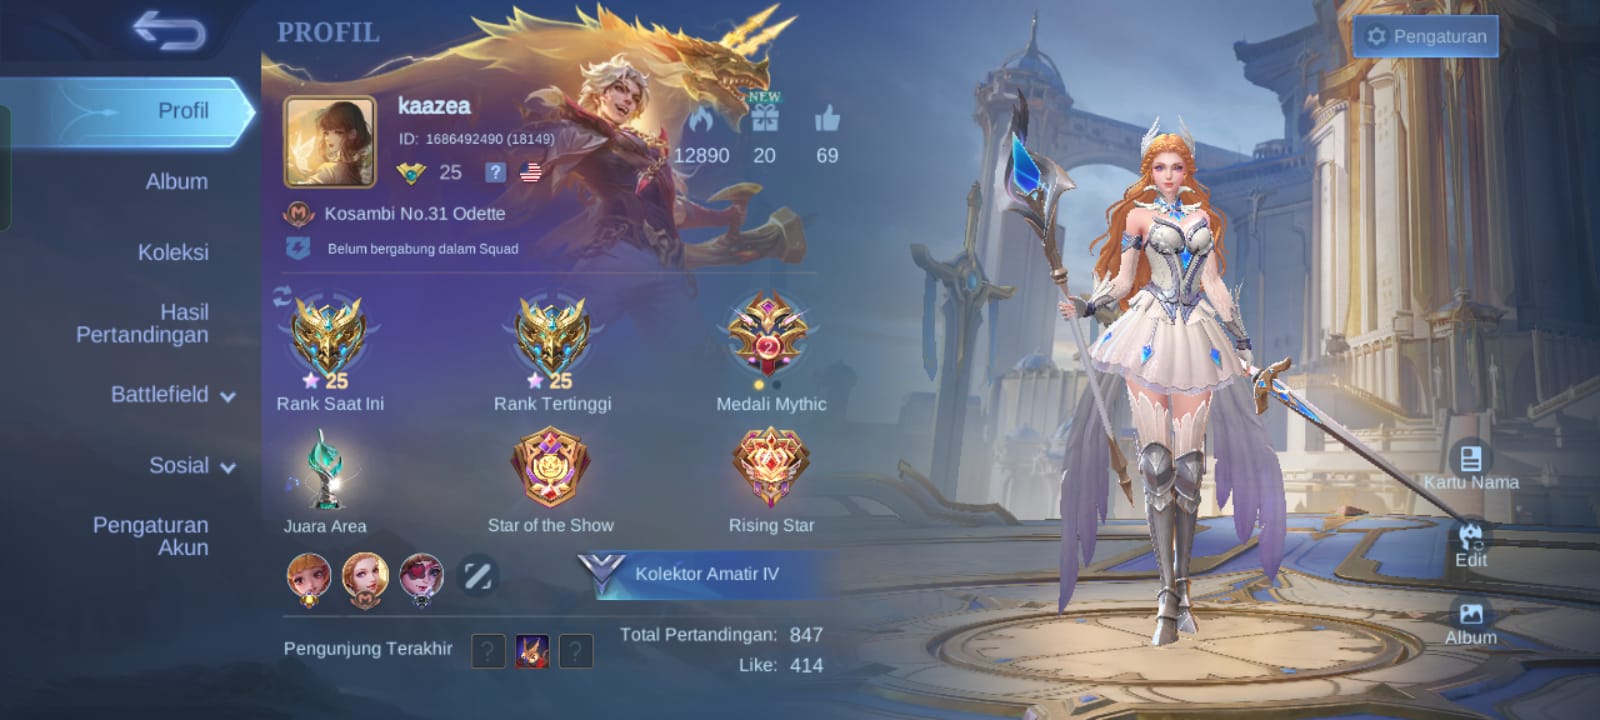 PROFIL
Pengaturan
Profil
Album
Koleksi
Hasil
Pertandingan
Battlefield
Sosial
Pengaturan
Akun
kaazea
ID: 1686492490 (18149)
25
?
NEW
12890
20
69
Kosambi No.31 Odette
Belum bergabung dalam Squad
25
Rank Saat Ini
25
Rank Tertinggi
2
Medali Mythic
Juara Area
Star of the Show
Rising Star
Kolektor Amatir IV
Pengunjung Terakhir
?
?
Total Pertandingan: 847
Like: 414
Kartu Nama
Edit
Album